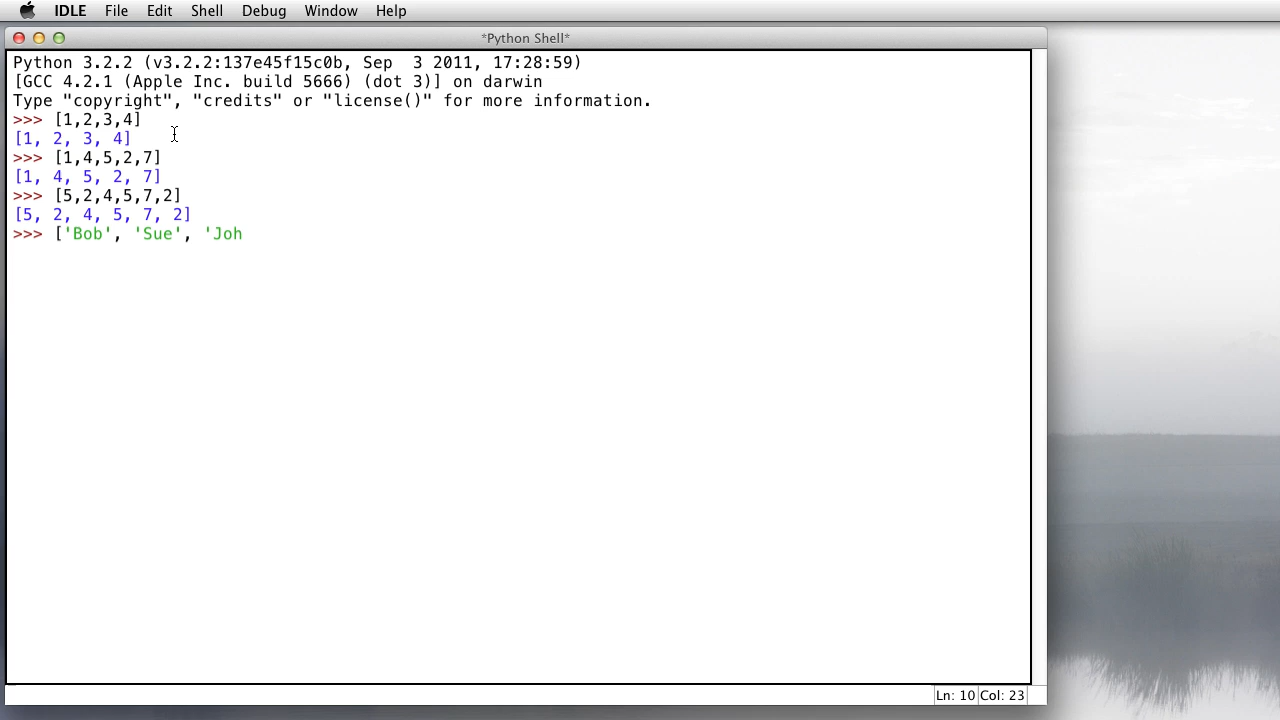 IDLE File Edit Shell Debug Window Help
*Python Shell*
Python 3.2.2 (v3.2.2:137e45f15c0b, Sep  3 2011, 17:28:59)
[GCC 4.2.1 (Apple Inc. build 5666) (dot 3)] on darwin
Type "copyright", "credits" or "license()" for more information.
>>> [1,2,3,4]
[1, 2, 3, 4]
>>> [1,4,5,2,7]
[1, 4, 5, 2, 7]
>>> [5,2,4,5,7,2]
[5, 2, 4, 5, 7, 2]
>>> ['Bob', 'Sue', 'Joh
Ln: 10 Col: 23